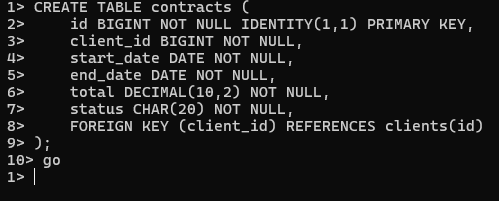 1> CREATE TABLE contracts (
2>     id BIGINT NOT NULL IDENTITY(1,1) PRIMARY KEY,
3>     client_id BIGINT NOT NULL,
4>     start_date DATE NOT NULL,
5>     end_date DATE NOT NULL,
6>     total DECIMAL(10,2) NOT NULL,
7>     status CHAR(20) NOT NULL,
8>     FOREIGN KEY (client_id) REFERENCES clients(id)
9> );
10> go
1>